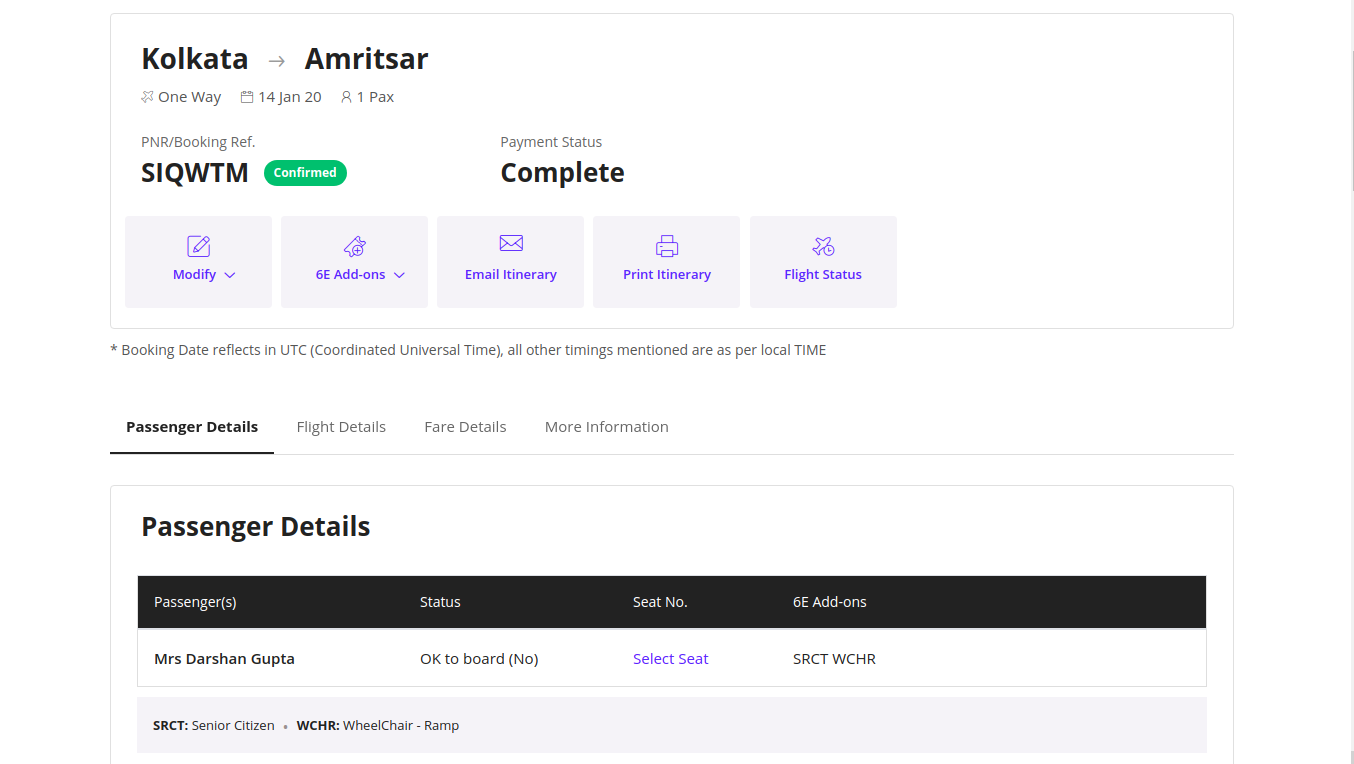 Kolkata → Amritsar
One Way 14 Jan 20 1 Pax
PNR/Booking Ref. Payment Status
SIQWTM Confirmed Complete
Modify 6E Add-ons Email Itinerary Print Itinerary Flight Status
* Booking Date reflects in UTC (Coordinated Universal Time), all other timings mentioned are as per local TIME
Passenger Details Flight Details Fare Details More Information
Passenger Details
Passenger(s) Status Seat No. 6E Add-ons
Mrs Darshan Gupta OK to board (No) Select Seat SRCT WCHR
SRCT: Senior Citizen • WCHR: WheelChair - Ramp